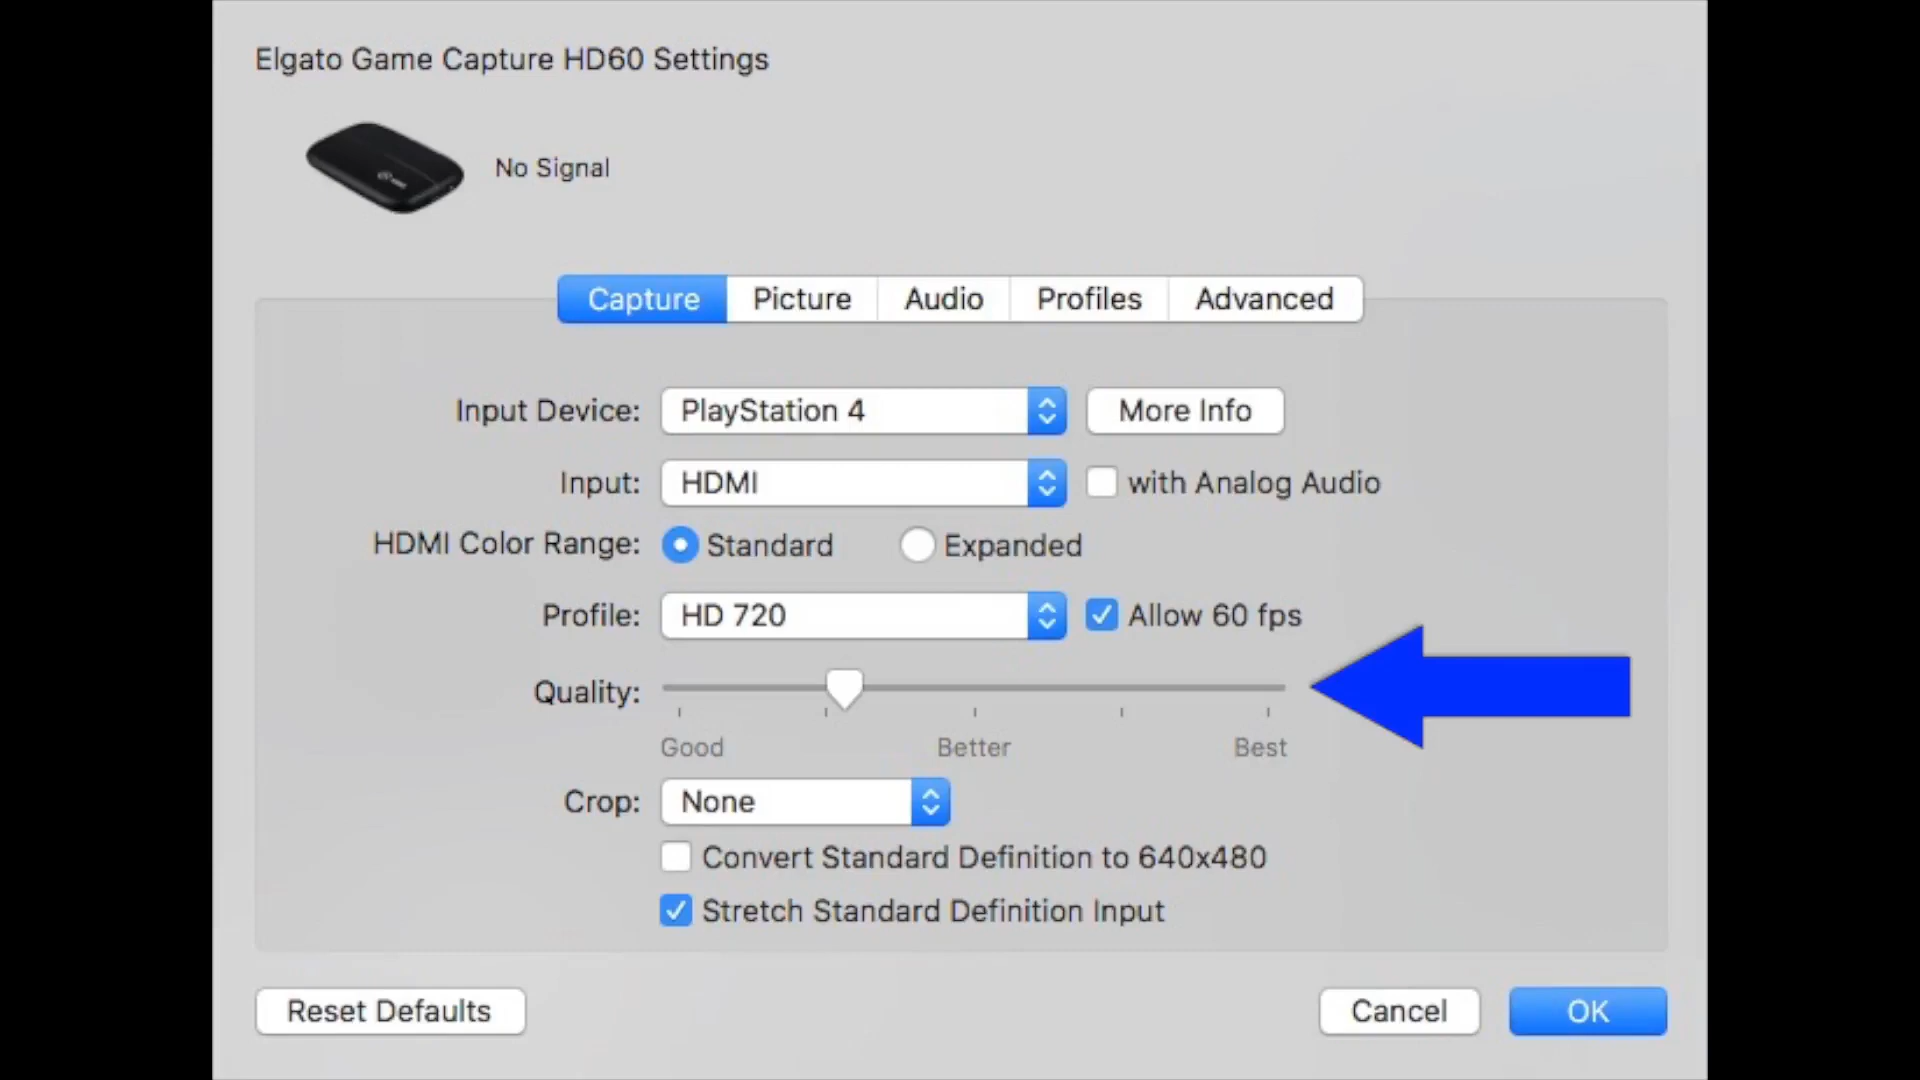 Elgato Game Capture HD60 Settings
No Signal
Capture Picture Audio Profiles Advanced
Input Device: PlayStation 4 More Info
Input: HDMI with Analog Audio
HDMI Color Range: Standard Expanded
Profile: HD 720 Allow 60 fps
Quality:
Good Better Best
Crop: None
Convert Standard Definition to 640x480
Stretch Standard Definition Input
Reset Defaults Cancel OK